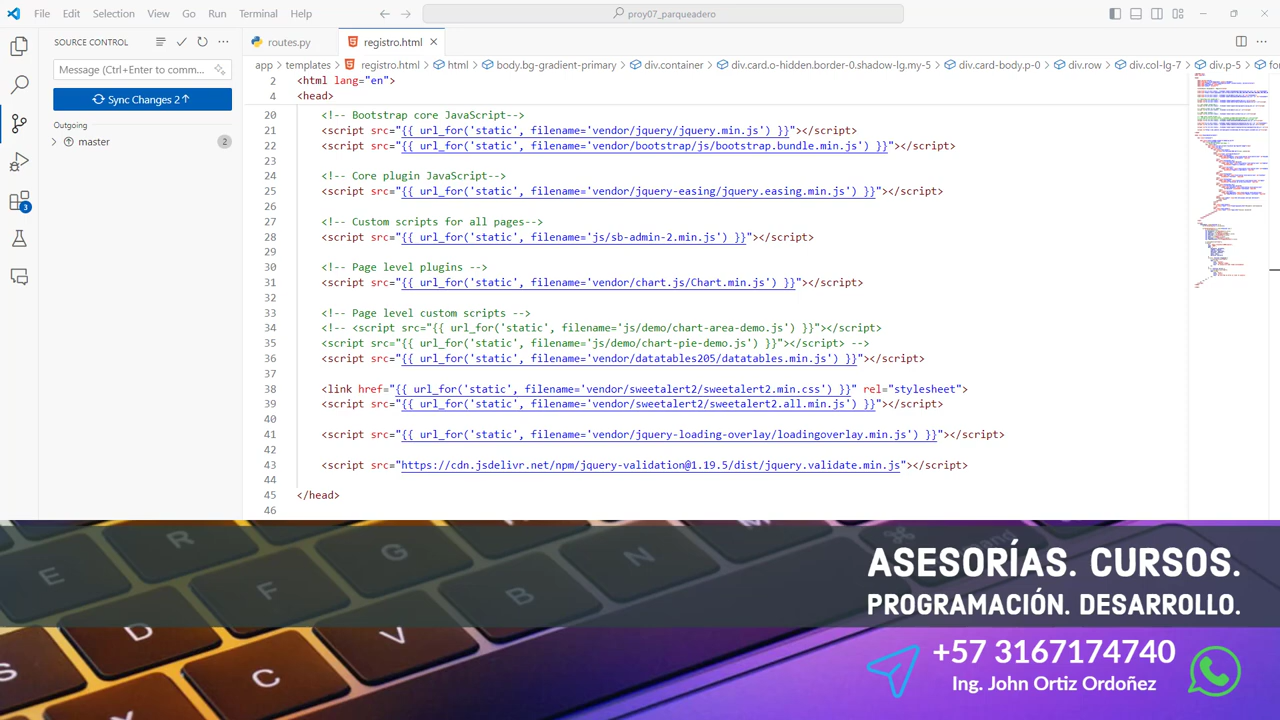 File Edit Selection View Go Run Terminal Help
proy07_parqueadero
SOURCE CONTROL
routes.py
registro.html
Message (Ctrl+Enter to comm...
Sync Changes 2↑
Outgoing
master
2
3
app > templates > registro.html > html > body.bg-gradient-primary > div.container > div.card.o-hidden.border-0.shadow-lg.my-5 > div.card-body.p-0 > div.row > div.col-lg-7 > div.p-5 >
2 <html lang="en">
4 <head>
20 <!-- Bootstrap core JavaScript-->
21 <script src="{{ url_for('static', filename='vendor/jquery/jquery.min.js') }}"></script>
22 <script src="{{ url_for('static', filename='vendor/bootstrap/js/bootstrap.bundle.min.js') }}"></script>
23
24 <!-- Core plugin JavaScript-->
25 <script src="{{ url_for('static', filename='vendor/jquery-easing/jquery.easing.min.js') }}"></script>
26
27 <!-- Custom scripts for all pages-->
28 <script src="{{ url_for('static', filename='js/sb-admin-2.min.js') }}"></script>
29
30 <!-- Page level plugins -->
31 <script src="{{ url_for('static', filename='vendor/chart.js/Chart.min.js') }}"></script>
32
33 <!-- Page level custom scripts -->
34 <!-- <script src="{{ url_for('static', filename='js/demo/chart-area-demo.js') }}"></script>
35 <script src="{{ url_for('static', filename='js/demo/chart-pie-demo.js') }}"></script> -->
36 <script src="{{ url_for('static', filename='vendor/datatables205/datatables.min.js') }}"></script>
37
38 <link href="{{ url_for('static', filename='vendor/sweetalert2/sweetalert2.min.css') }}" rel="stylesheet">
39 <script src="{{ url_for('static', filename='vendor/sweetalert2/sweetalert2.all.min.js') }}"></script>
40
41 <script src="{{ url_for('static', filename='vendor/jquery-loading-overlay/loadingoverlay.min.js') }}"></script>
42
43 <script src="https://cdn.jsdelivr.net/npm/jquery-validation@1.19.5/dist/jquery.validate.min.js"></script>
44
45 </head>
46
ASESORÍAS. CURSOS.
PROGRAMACIÓN. DESARROLLO.
+57 3167174740
Ing. John Ortiz Ordoñez
E
R
F
G
B
N
D
C
V